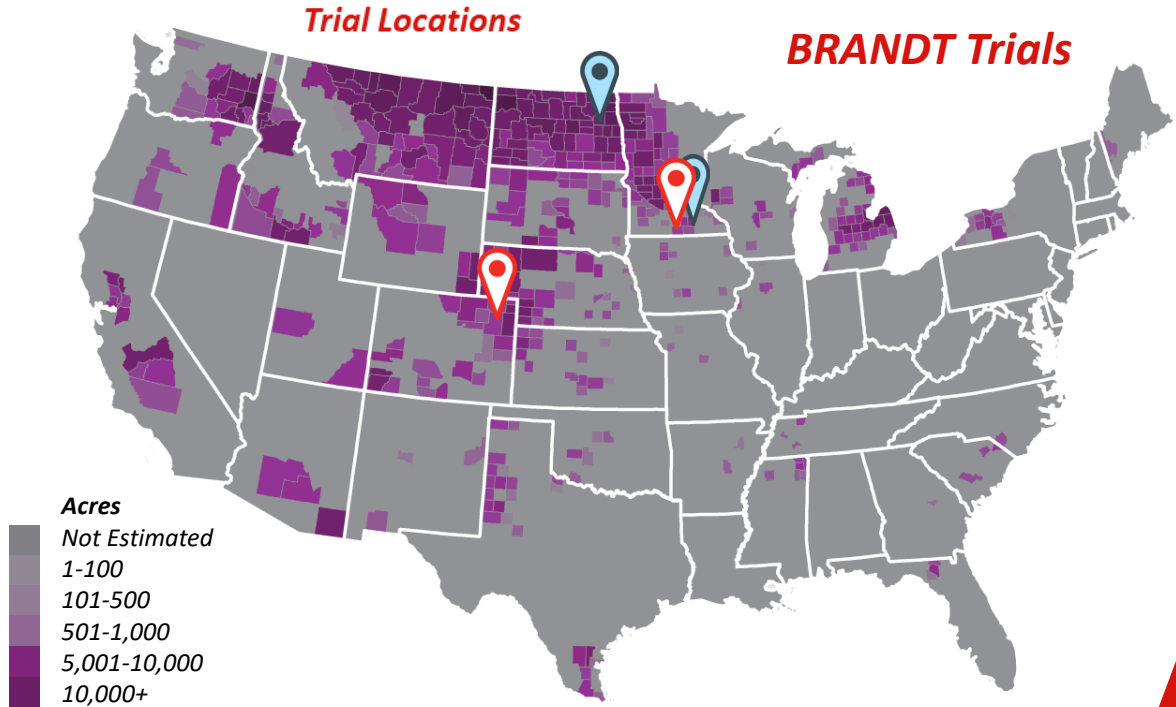 Trial Locations
BRANDT Trials
Acres
Not Estimated
1-100
101-500
501-1,000
5,001-10,000
10,000+